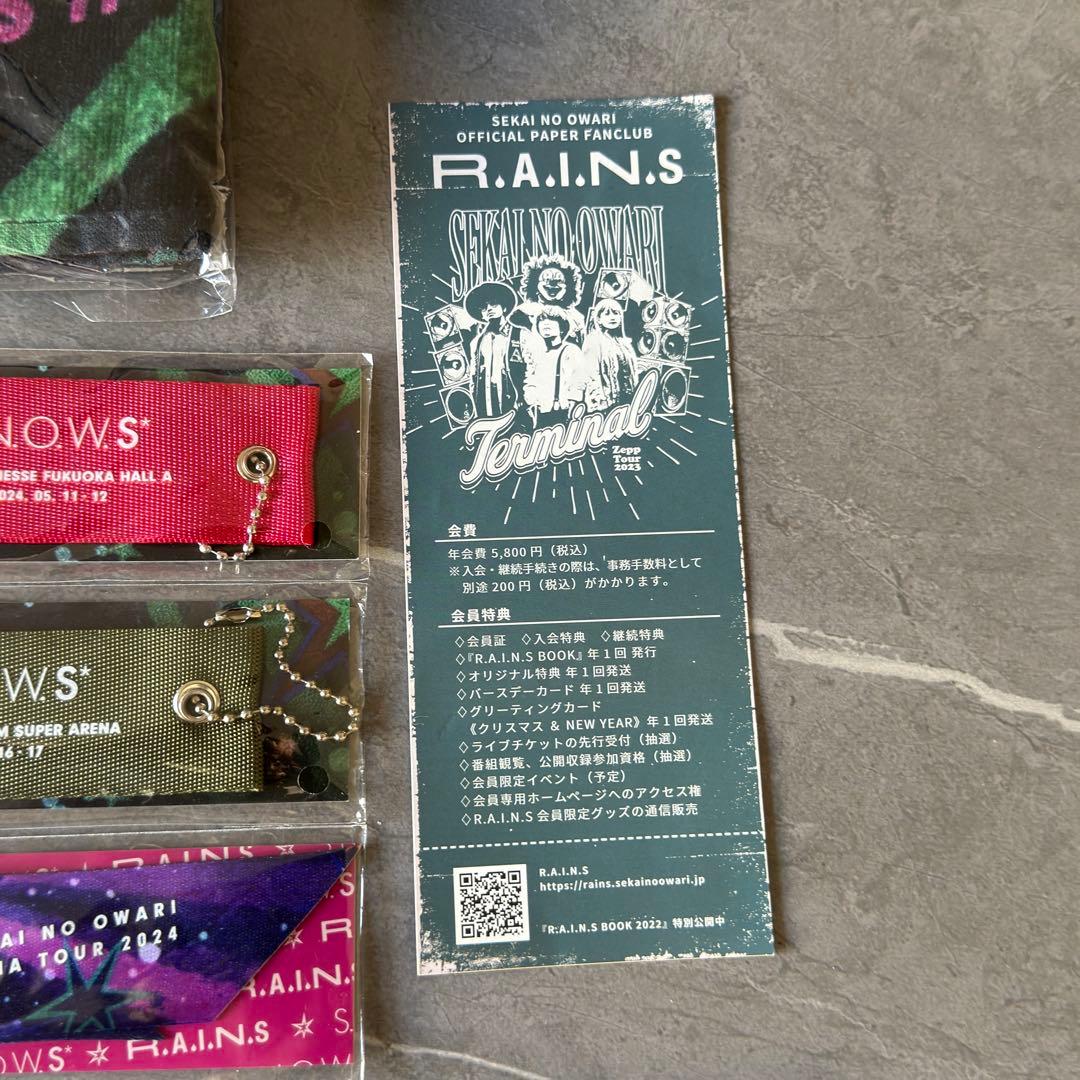 SEKAI NO OWARI
OFFICIAL PAPER FANCLUB
R.A.I.N.S
SEKAI NO OWARI
Terminal
Zepp
Tour
2023
会費
年会費 5,800 円（税込）
※入会・継続手続きの際は、事務手数料として
別途 200 円（税込）がかかります。
会員特典
◇会員証 ◇入会特典 ◇継続特典
◇『R.A.I.N.S BOOK』年１回 発行
◇オリジナル特典 年１回発送
◇バースデーカード 年１回発送
◇グリーティングカード
《クリスマス ＆ NEW YEAR》年１回発送
◇ライブチケットの先行受付（抽選）
◇番組観覧、公開収録参加資格（抽選）
◇会員限定イベント（予定）
◇会員専用ホームページへのアクセス権
◇R.A.I.N.S 会員限定グッズの通信販売
R.A.I.N.S
https://rains.sekainoowari.jp
『R.A.I.N.S BOOK 2022』特別公開中
N.O.W.S*
NESSE FUKUOKA HALL A
2024. 05. 11 - 12
W.S*
M SUPER ARENA
16 - 17
R.A.I.N.S
AI NO OWARI
NA TOUR 2024
R.A.I.N.
N.O.W.S* ☆ R.A.I.N.S ☆ S.